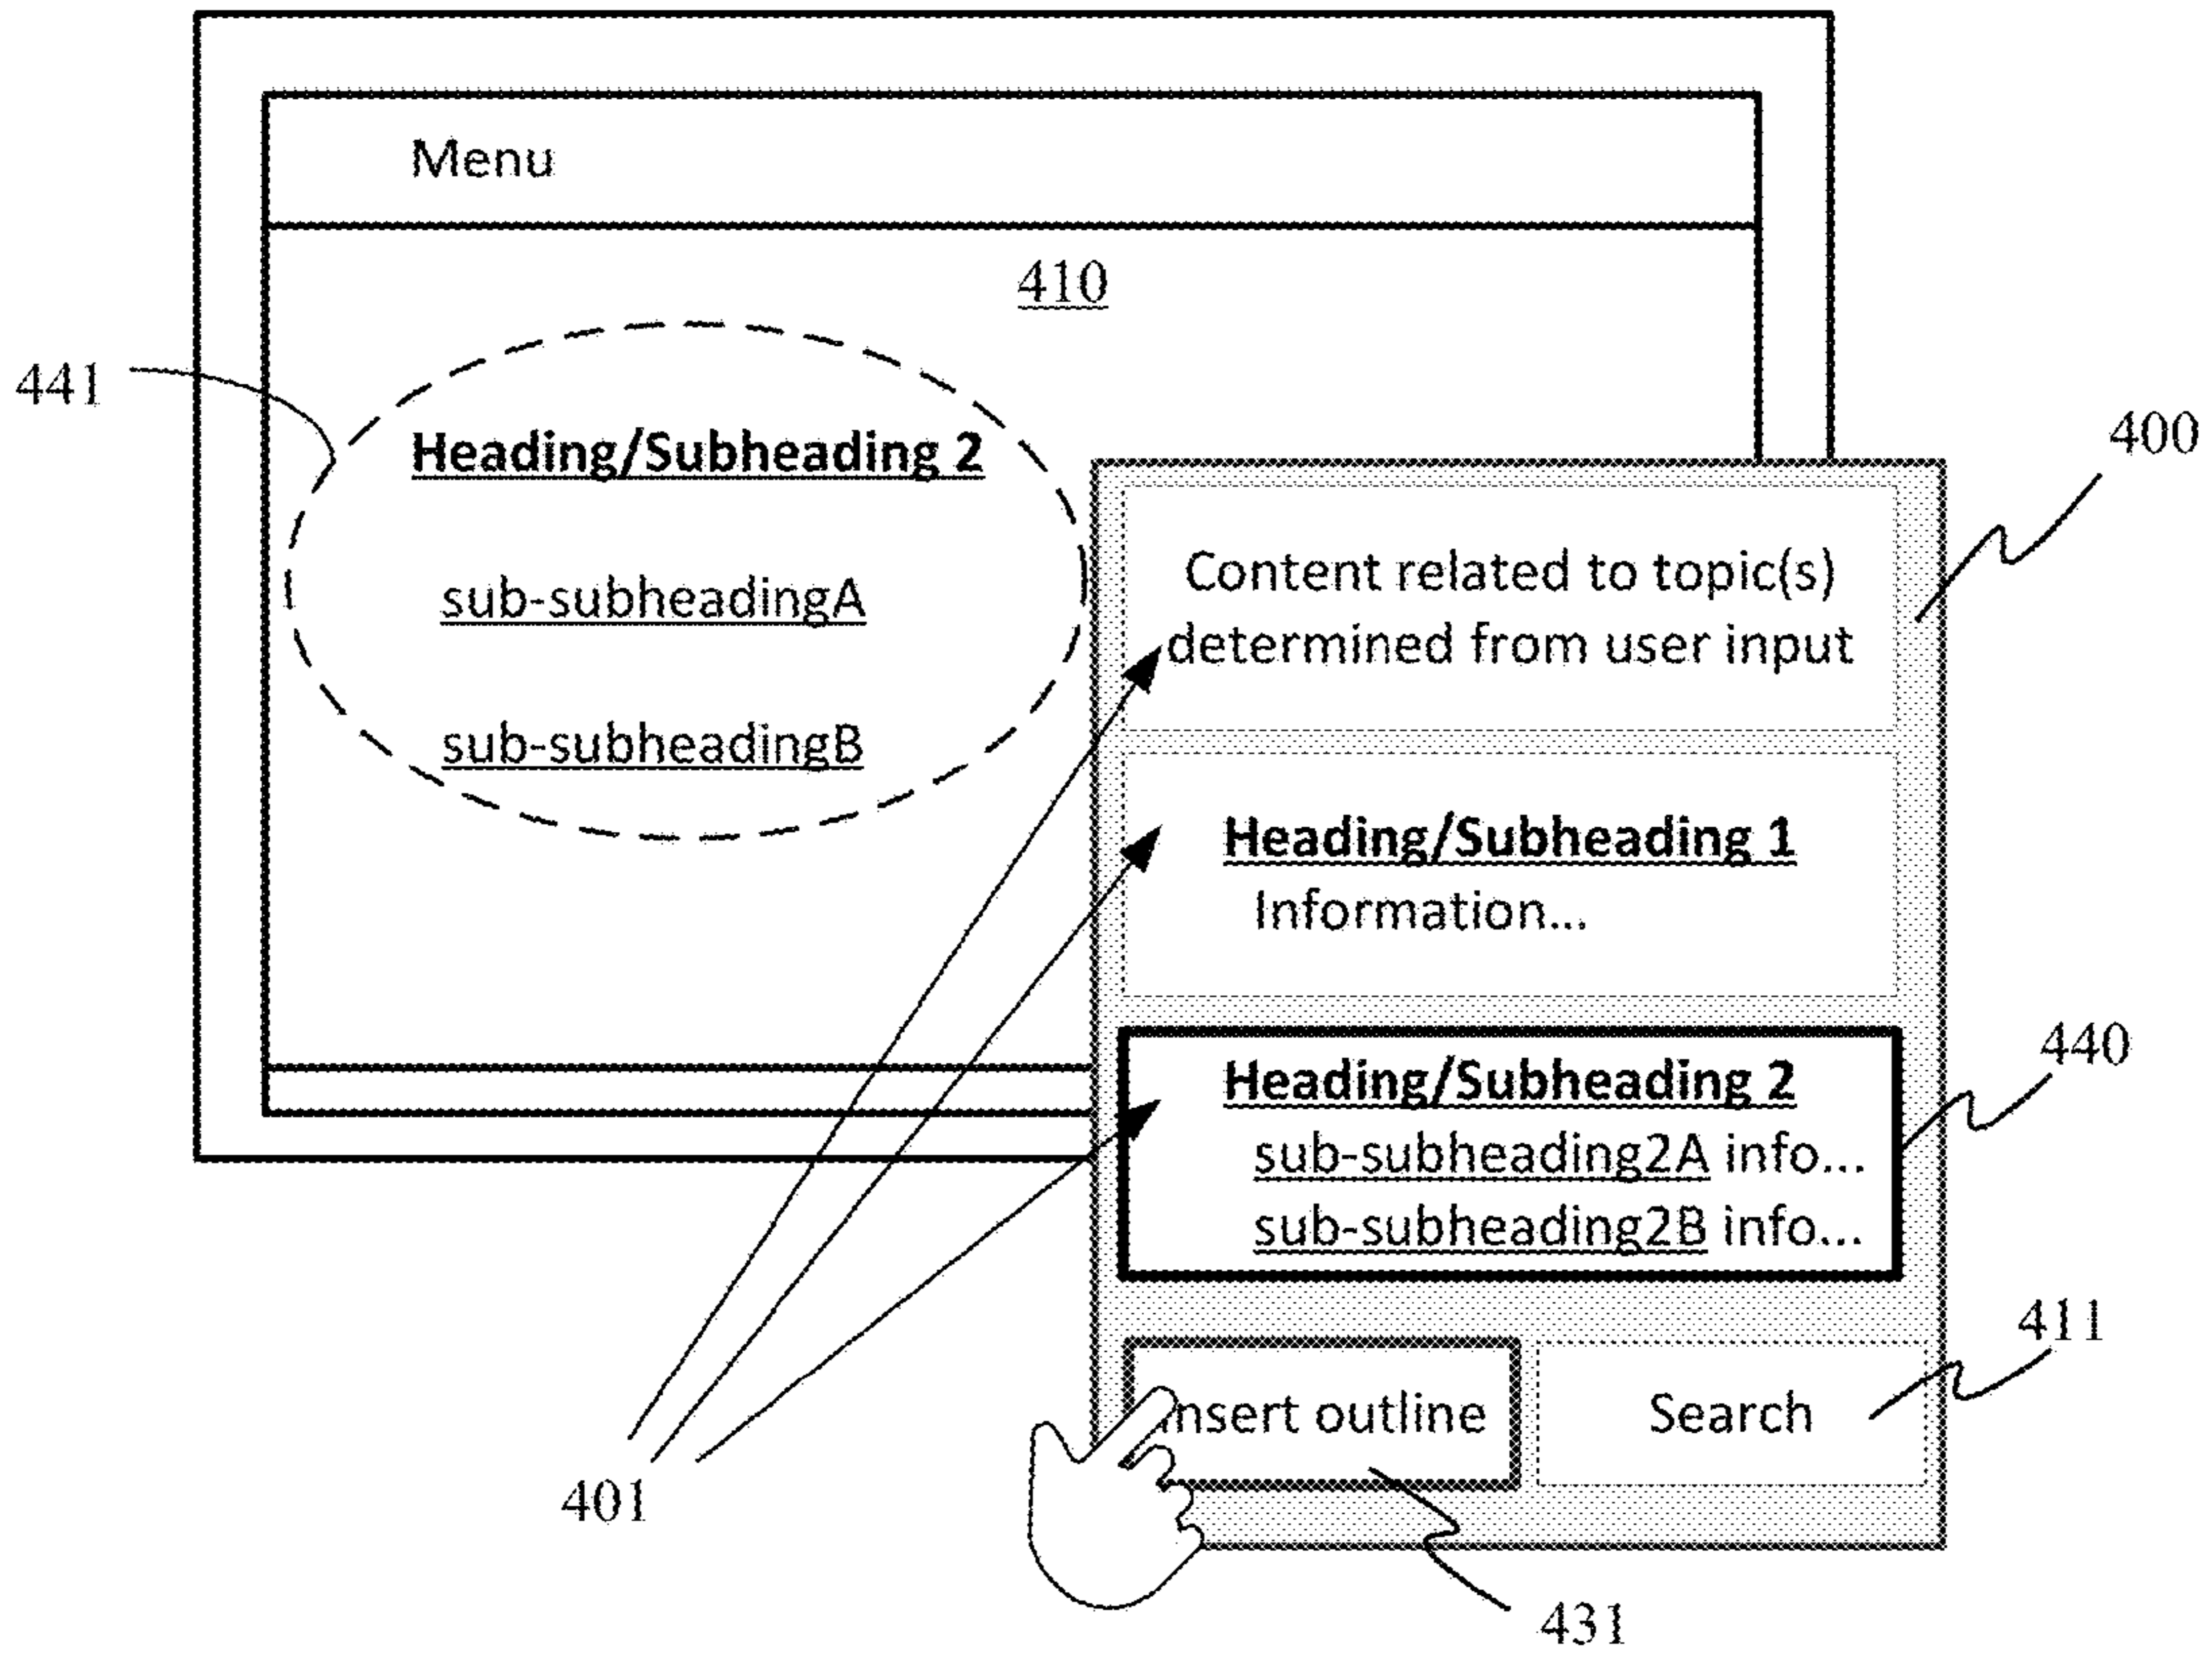 Menu
410
441
Heading/Subheading 2
sub-subheadingA
sub-subheadingB
400
Content related to topic(s)
determined from user input
Heading/Subheading 1
Information...
440
Heading/Subheading 2
sub-subheading2A info...
sub-subheading2B info...
411
Insert outline
Search
401
431